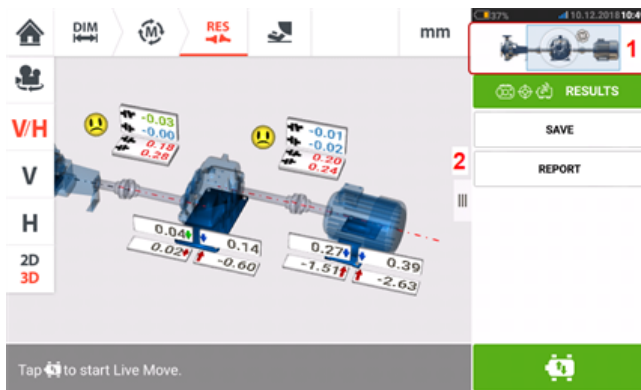 DIM
M
RES
mm
37%
10.12.2018 10:49
1
RESULTS
SAVE
REPORT
2
V/H
V
H
2D
3D
-0.03
-0.00
0.18
0.28
-0.01
-0.02
0.20
0.24
0.04
0.14
0.02
-0.60
0.27
0.39
-1.51
-2.63
Tap to start Live Move.